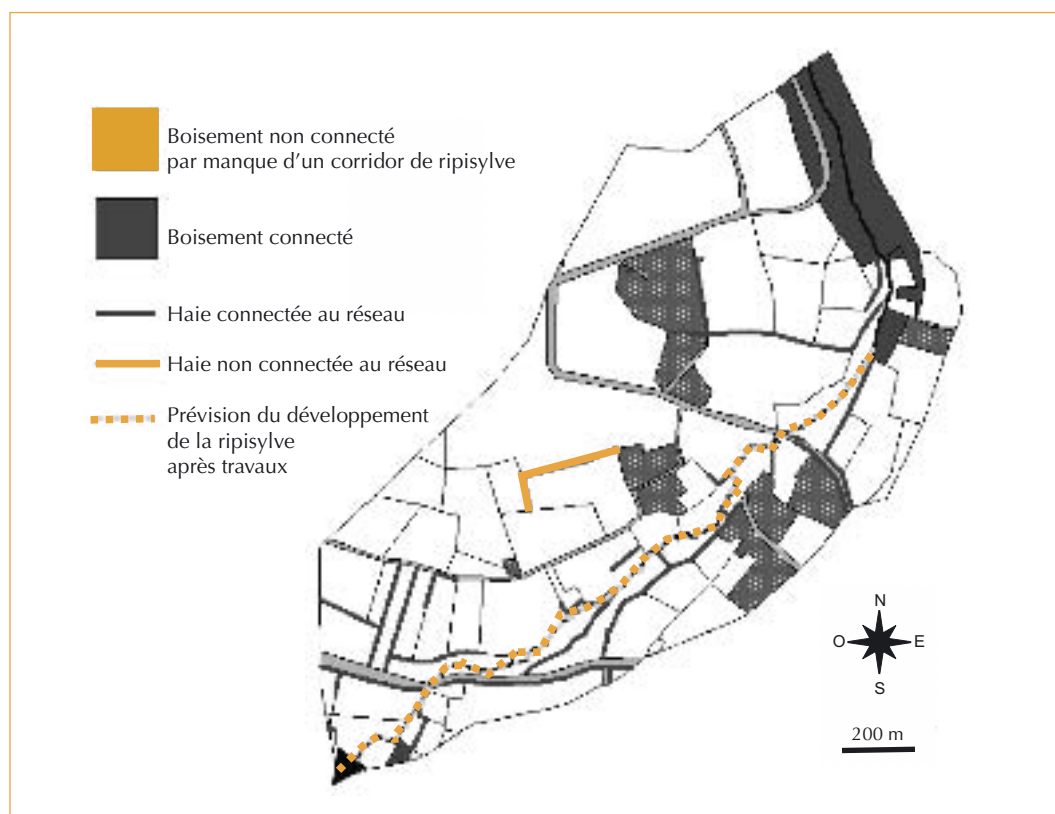 Boisement non connecté
par manque d’un corridor de ripisylve
Boisement connecté
Haie connectée au réseau
Haie non connectée au réseau
Prévision du développement
de la ripisylve
après travaux
N
O
E
S
200 m